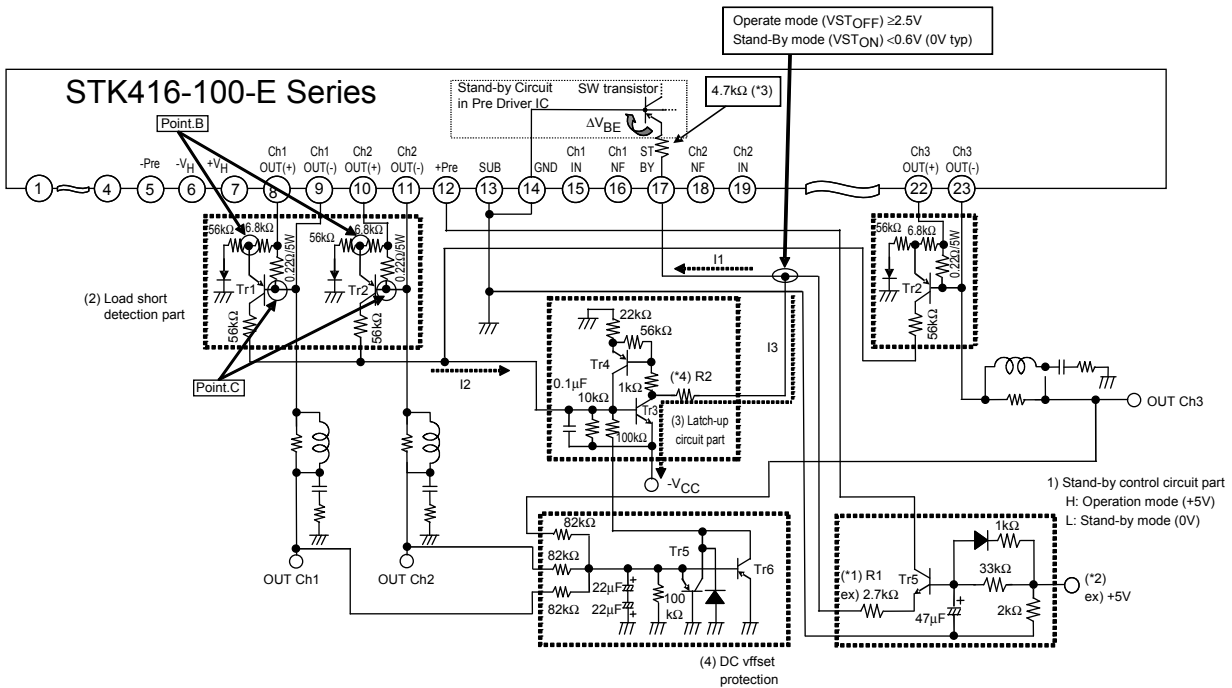 Operate mode (VSTOFF) ≥2.5V
Stand-By mode (VSTON) <0.6V (0V typ)
STK416-100-E Series
Stand-by Circuit
in Pre Driver IC
SW transistor
4.7kΩ (*3)
ΔVBE
Point.B
-Pre
-VH
+VH
Ch1
OUT(+)
Ch1
OUT(-)
Ch2
OUT(+)
Ch2
OUT(-)
+Pre
SUB
GND
Ch1
IN
Ch1
NF
ST
BY
Ch2
NF
Ch2
IN
Ch3
OUT(+)
Ch3
OUT(-)
1
4
5
6
7
8
9
10
11
12
13
14
15
16
17
18
19
22
23
56kΩ
6.8kΩ
0.22Ω/5W
Tr1
56kΩ
56kΩ
6.8kΩ
0.22Ω/5W
Tr2
56kΩ
56kΩ
6.8kΩ
0.22Ω/5W
Tr2
56kΩ
(2) Load short
detection part
Point.C
I1
I2
I3
22kΩ
56kΩ
Tr4
0.1µF
1kΩ
10kΩ
(*4) R2
Tr3
100kΩ
(3) Latch-up
circuit part
-VCC
OUT Ch3
OUT Ch1
OUT Ch2
1) Stand-by control circuit part
H: Operation mode (+5V)
L: Stand-by mode (0V)
82kΩ
82kΩ
82kΩ
22µF
22µF
100
kΩ
Tr5
Tr6
(*1) R1
ex) 2.7kΩ
Tr5
1kΩ
33kΩ
47µF
2kΩ
(*2)
ex) +5V
(4) DC vffset
protection